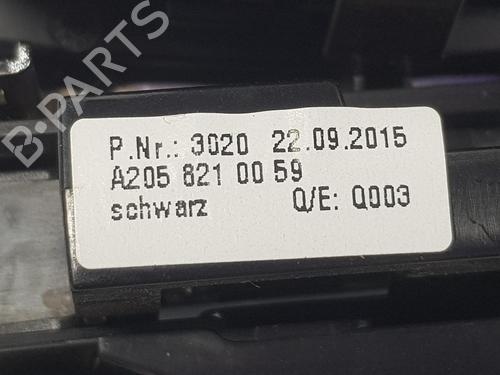 B-PARTS
P.Nr.: 3020 22.09.2015
A205 821 00 59
schwarz Q/E: Q003